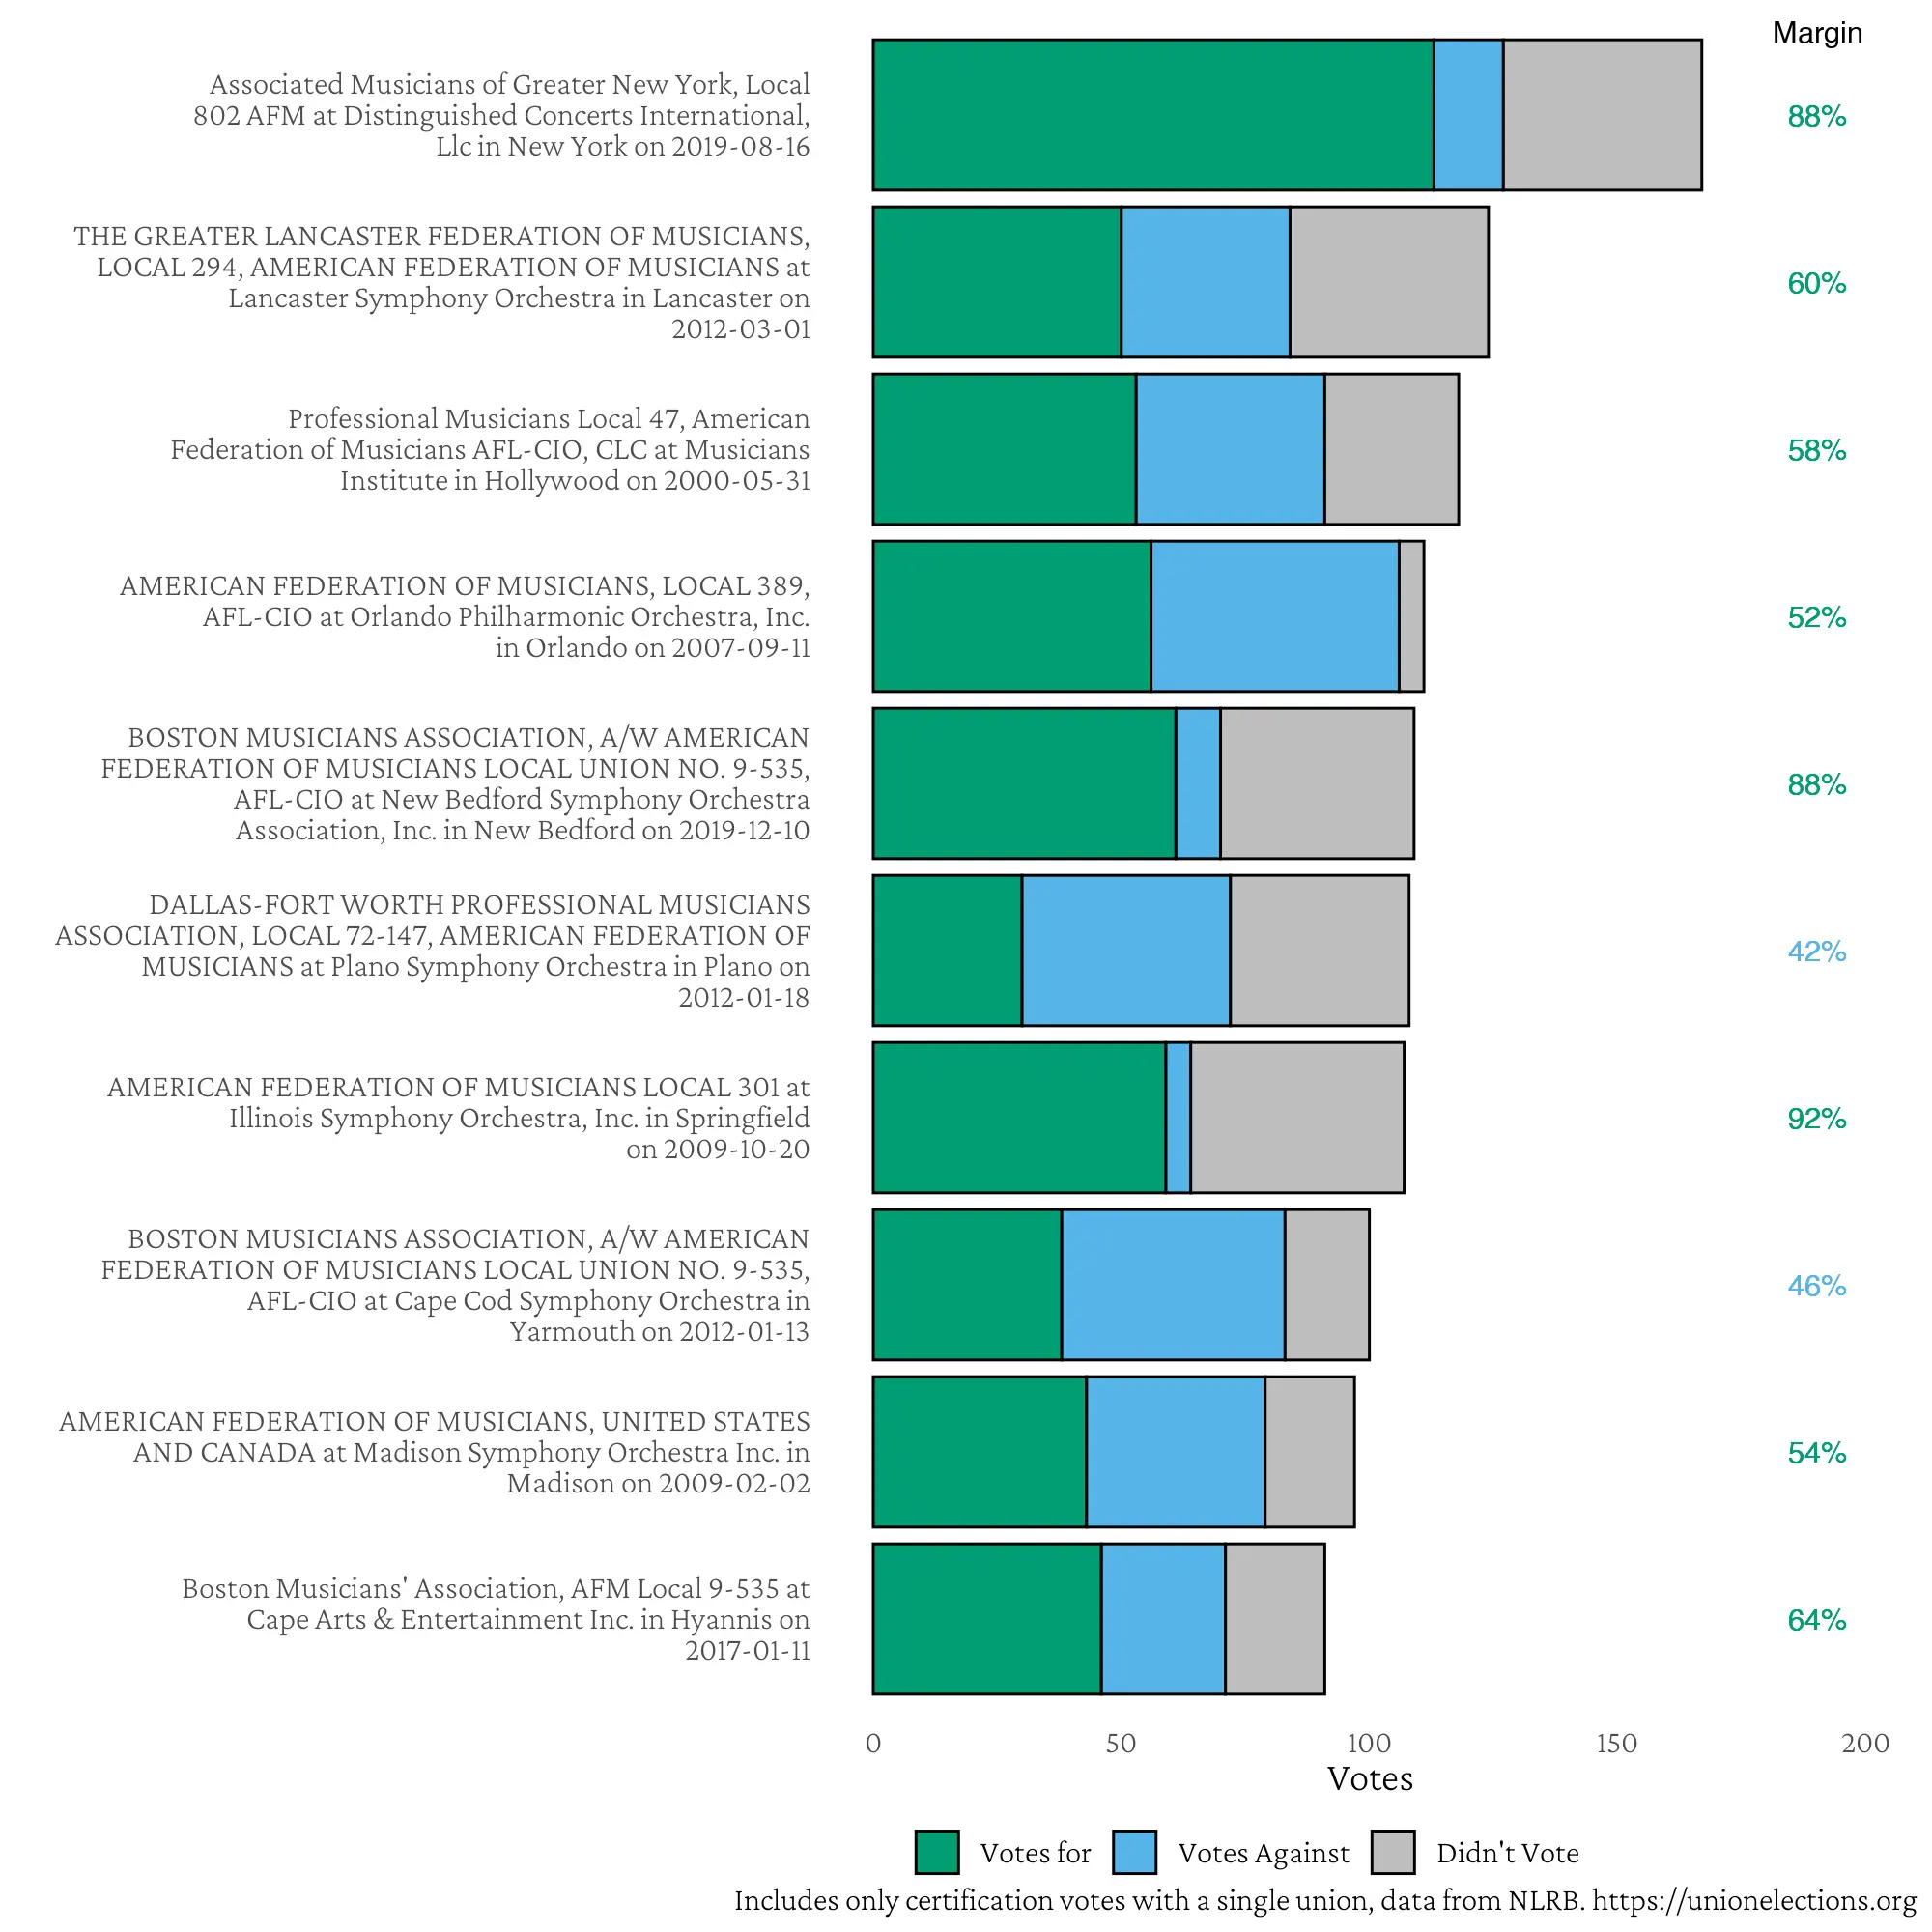 Margin
Associated Musicians of Greater New York, Local
802 AFM at Distinguished Concerts International,
Llc in New York on 2019-08-16
88%
THE GREATER LANCASTER FEDERATION OF MUSICIANS,
LOCAL 294, AMERICAN FEDERATION OF MUSICIANS at
Lancaster Symphony Orchestra in Lancaster on
2012-03-01
60%
Professional Musicians Local 47, American
Federation of Musicians AFL-CIO, CLC at Musicians
Institute in Hollywood on 2000-05-31
58%
AMERICAN FEDERATION OF MUSICIANS, LOCAL 389,
AFL-CIO at Orlando Philharmonic Orchestra, Inc.
in Orlando on 2007-09-11
52%
BOSTON MUSICIANS ASSOCIATION, A/W AMERICAN
FEDERATION OF MUSICIANS LOCAL UNION NO. 9-535,
AFL-CIO at New Bedford Symphony Orchestra
Association, Inc. in New Bedford on 2019-12-10
88%
DALLAS-FORT WORTH PROFESSIONAL MUSICIANS
ASSOCIATION, LOCAL 72-147, AMERICAN FEDERATION OF
MUSICIANS at Plano Symphony Orchestra in Plano on
2012-01-18
42%
AMERICAN FEDERATION OF MUSICIANS LOCAL 301 at
Illinois Symphony Orchestra, Inc. in Springfield
on 2009-10-20
92%
BOSTON MUSICIANS ASSOCIATION, A/W AMERICAN
FEDERATION OF MUSICIANS LOCAL UNION NO. 9-535,
AFL-CIO at Cape Cod Symphony Orchestra in
Yarmouth on 2012-01-13
46%
AMERICAN FEDERATION OF MUSICIANS, UNITED STATES
AND CANADA at Madison Symphony Orchestra Inc. in
Madison on 2009-02-02
54%
Boston Musicians' Association, AFM Local 9-535 at
Cape Arts & Entertainment Inc. in Hyannis on
2017-01-11
64%
0 50 100 150 200
Votes
Votes for Votes Against Didn't Vote
Includes only certification votes with a single union, data from NLRB. https://unionelections.org